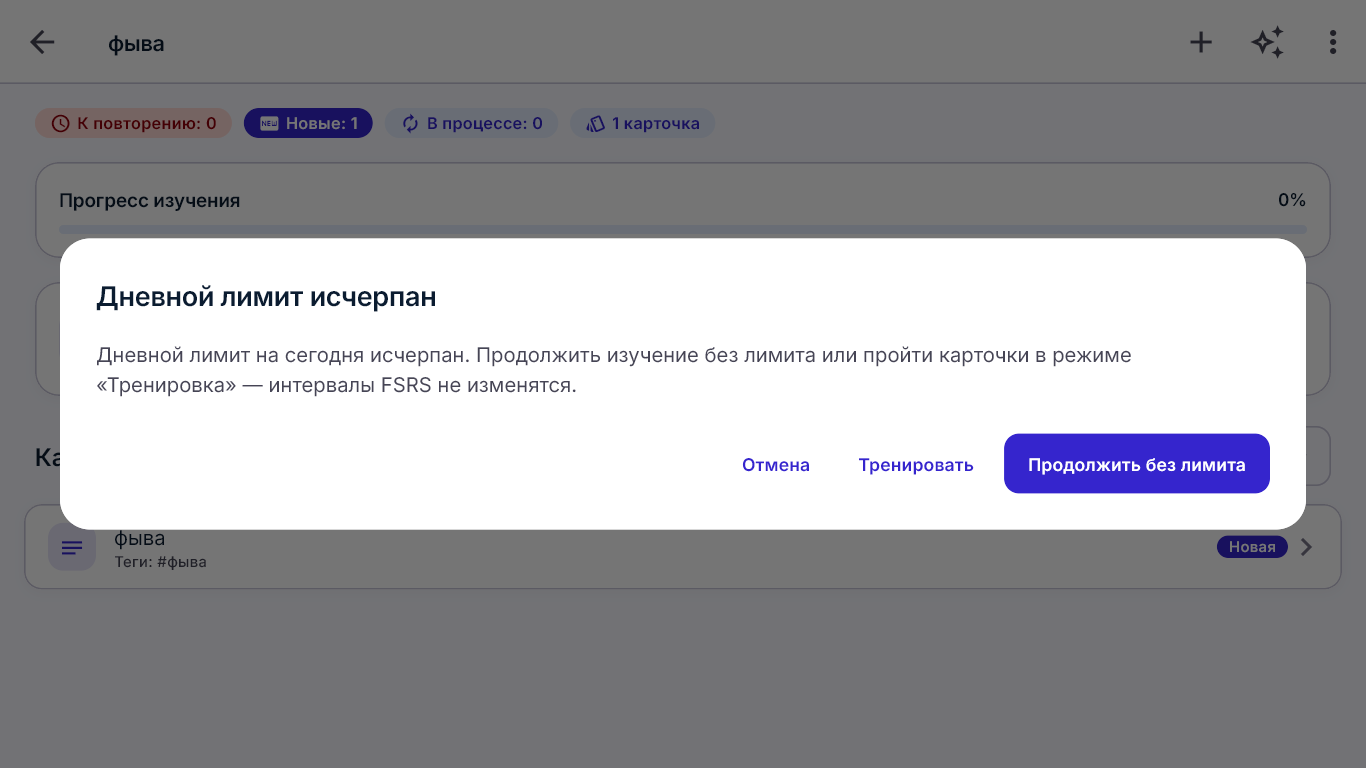 фыва
К повторению: 0
NEW Новые: 1
В процессе: 0
1 карточка
Прогресс изучения
0%
Дневной лимит исчерпан
Дневной лимит на сегодня исчерпан. Продолжить изучение без лимита или пройти карточки в режиме
«Тренировка» — интервалы FSRS не изменятся.
Отмена
Тренировать
Продолжить без лимита
Ка
фыва
Теги: #фыва
Новая